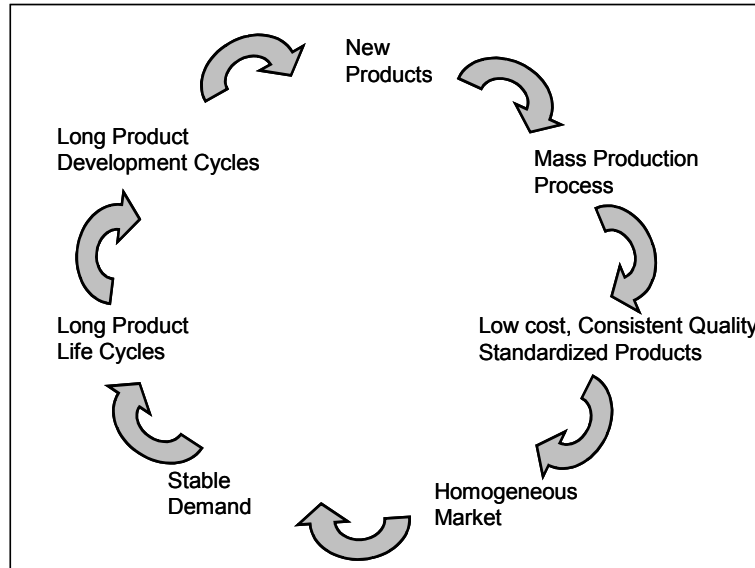 New
Products
Mass Production
Process
Low cost, Consistent Quality
Standardized Products
Homogeneous
Market
Stable
Demand
Long Product
Life Cycles
Long Product
Development Cycles